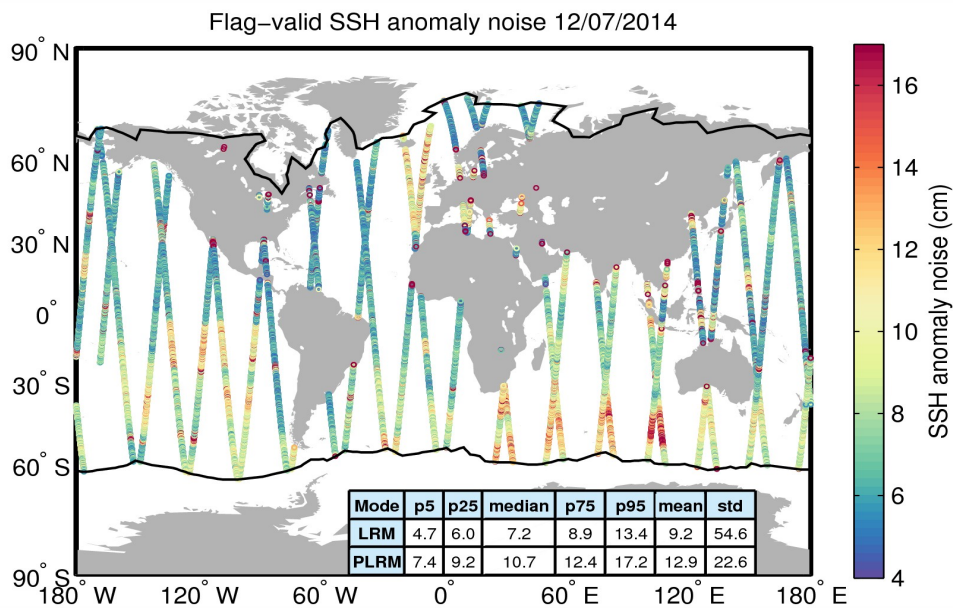 Flag−valid SSH anomaly noise 12/07/2014
90° N
60° N
30° N
0°
30° S
60° S
90° S
180° W 120° W 60° W 0° 60° E 120° E 180° E
Mode p5 p25 median p75 p95 mean std
LRM 4.7 6.0 7.2 8.9 13.4 9.2 54.6
PLRM 7.4 9.2 10.7 12.4 17.2 12.9 22.6
16
14
12
10
8
6
4
SSH anomaly noise (cm)